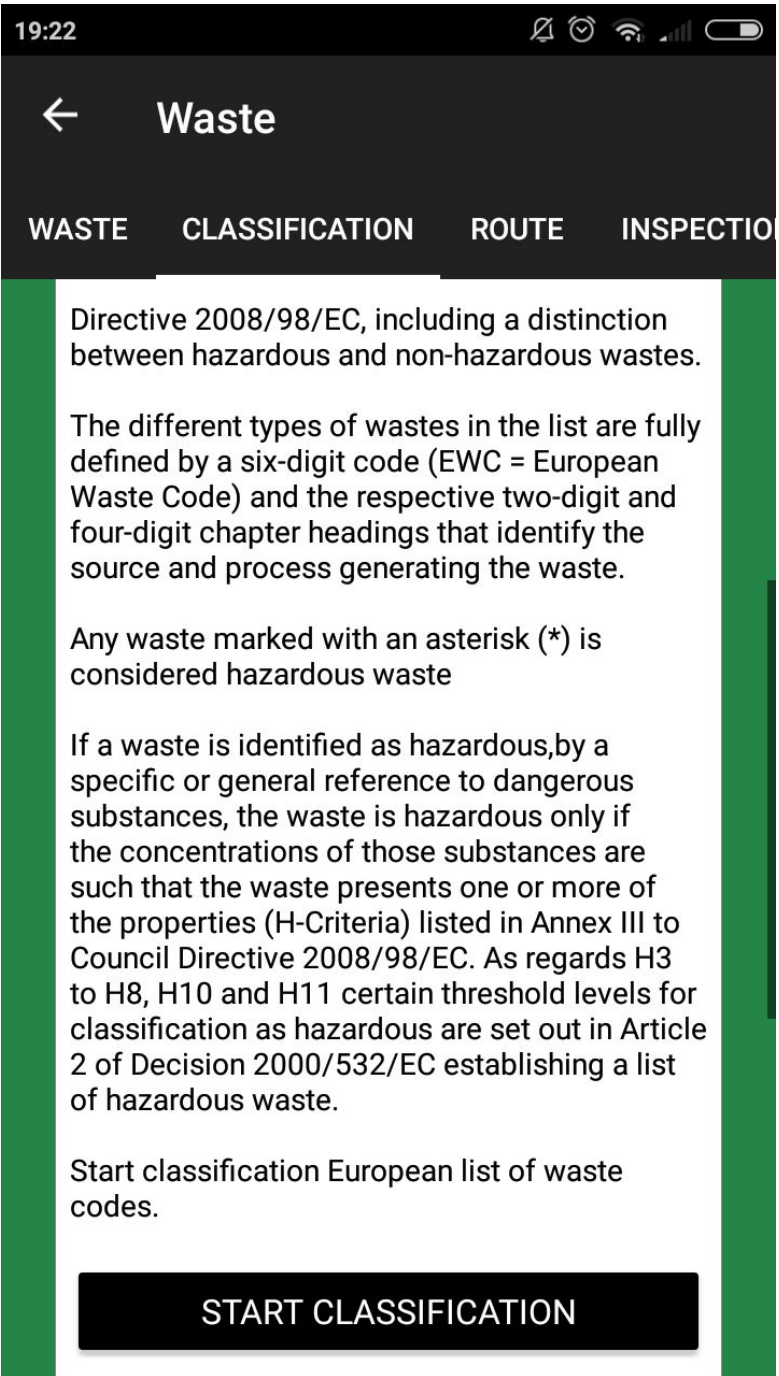 19:22
Waste
WASTE CLASSIFICATION ROUTE INSPECTIO
Directive 2008/98/EC, including a distinction
between hazardous and non-hazardous wastes.
The different types of wastes in the list are fully
defined by a six-digit code (EWC = European
Waste Code) and the respective two-digit and
four-digit chapter headings that identify the
source and process generating the waste.
Any waste marked with an asterisk (*) is
considered hazardous waste
If a waste is identified as hazardous,by a
specific or general reference to dangerous
substances, the waste is hazardous only if
the concentrations of those substances are
such that the waste presents one or more of
the properties (H-Criteria) listed in Annex III to
Council Directive 2008/98/EC. As regards H3
to H8, H10 and H11 certain threshold levels for
classification as hazardous are set out in Article
2 of Decision 2000/532/EC establishing a list
of hazardous waste.
Start classification European list of waste
codes.
START CLASSIFICATION